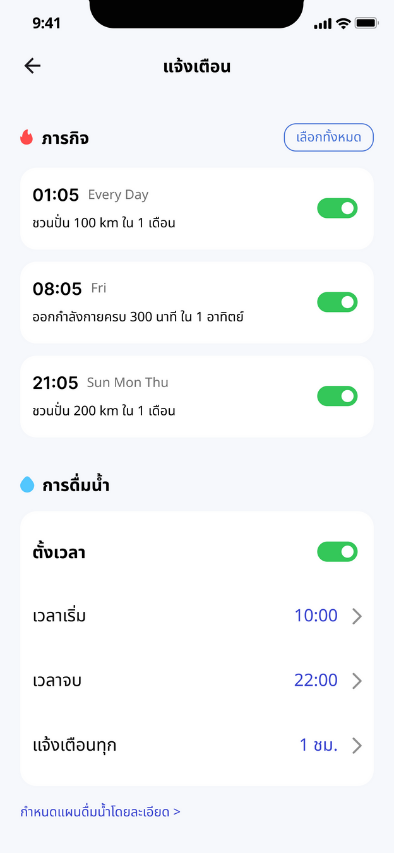 9:41
แจ้งเตือน
ภารกิจ
เลือกทั้งหมด
01:05 Every Day
ชวนปั่น 100 km ใน 1 เดือน
08:05 Fri
ออกกำลังกายครบ 300 นาที ใน 1 อาทิตย์
21:05 Sun Mon Thu
ชวนปั่น 200 km ใน 1 เดือน
การดื่มน้ำ
ตั้งเวลา
เวลาเริ่ม 10:00
เวลาจบ 22:00
แจ้งเตือนทุก 1 ชม.
กำหนดแผนดื่มน้ำโดยละเอียด >